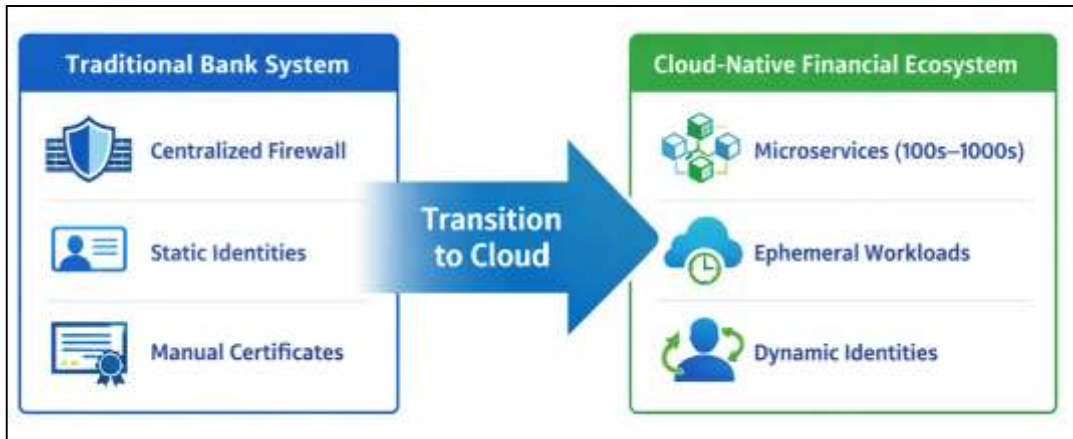 Traditional Bank System
Centralized Firewall
Static Identities
Manual Certificates
Transition
to Cloud
Cloud-Native Financial Ecosystem
Microservices (100s–1000s)
Ephemeral Workloads
Dynamic Identities